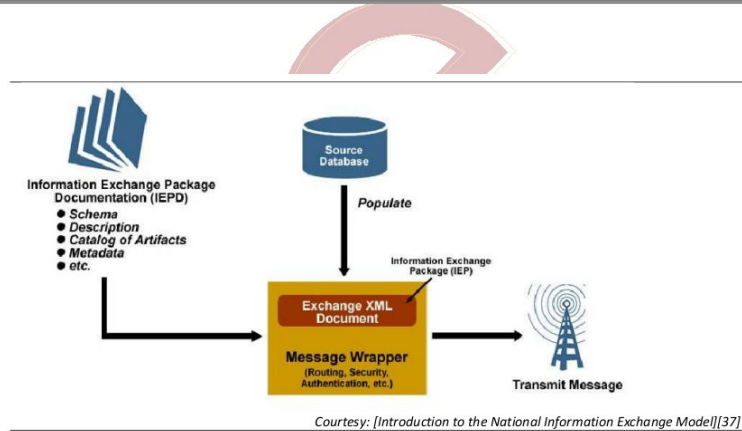 Source
Database
Information Exchange Package
Documentation (IEPD)
● Schema
● Description
● Catalog of Artifacts
● Metadata
● etc.
Populate
Information Exchange
Package (IEP)
Exchange XML
Document
Message Wrapper
(Routing, Security,
Authentication, etc.)
Transmit Message
Courtesy: [Introduction to the National Information Exchange Model][37]